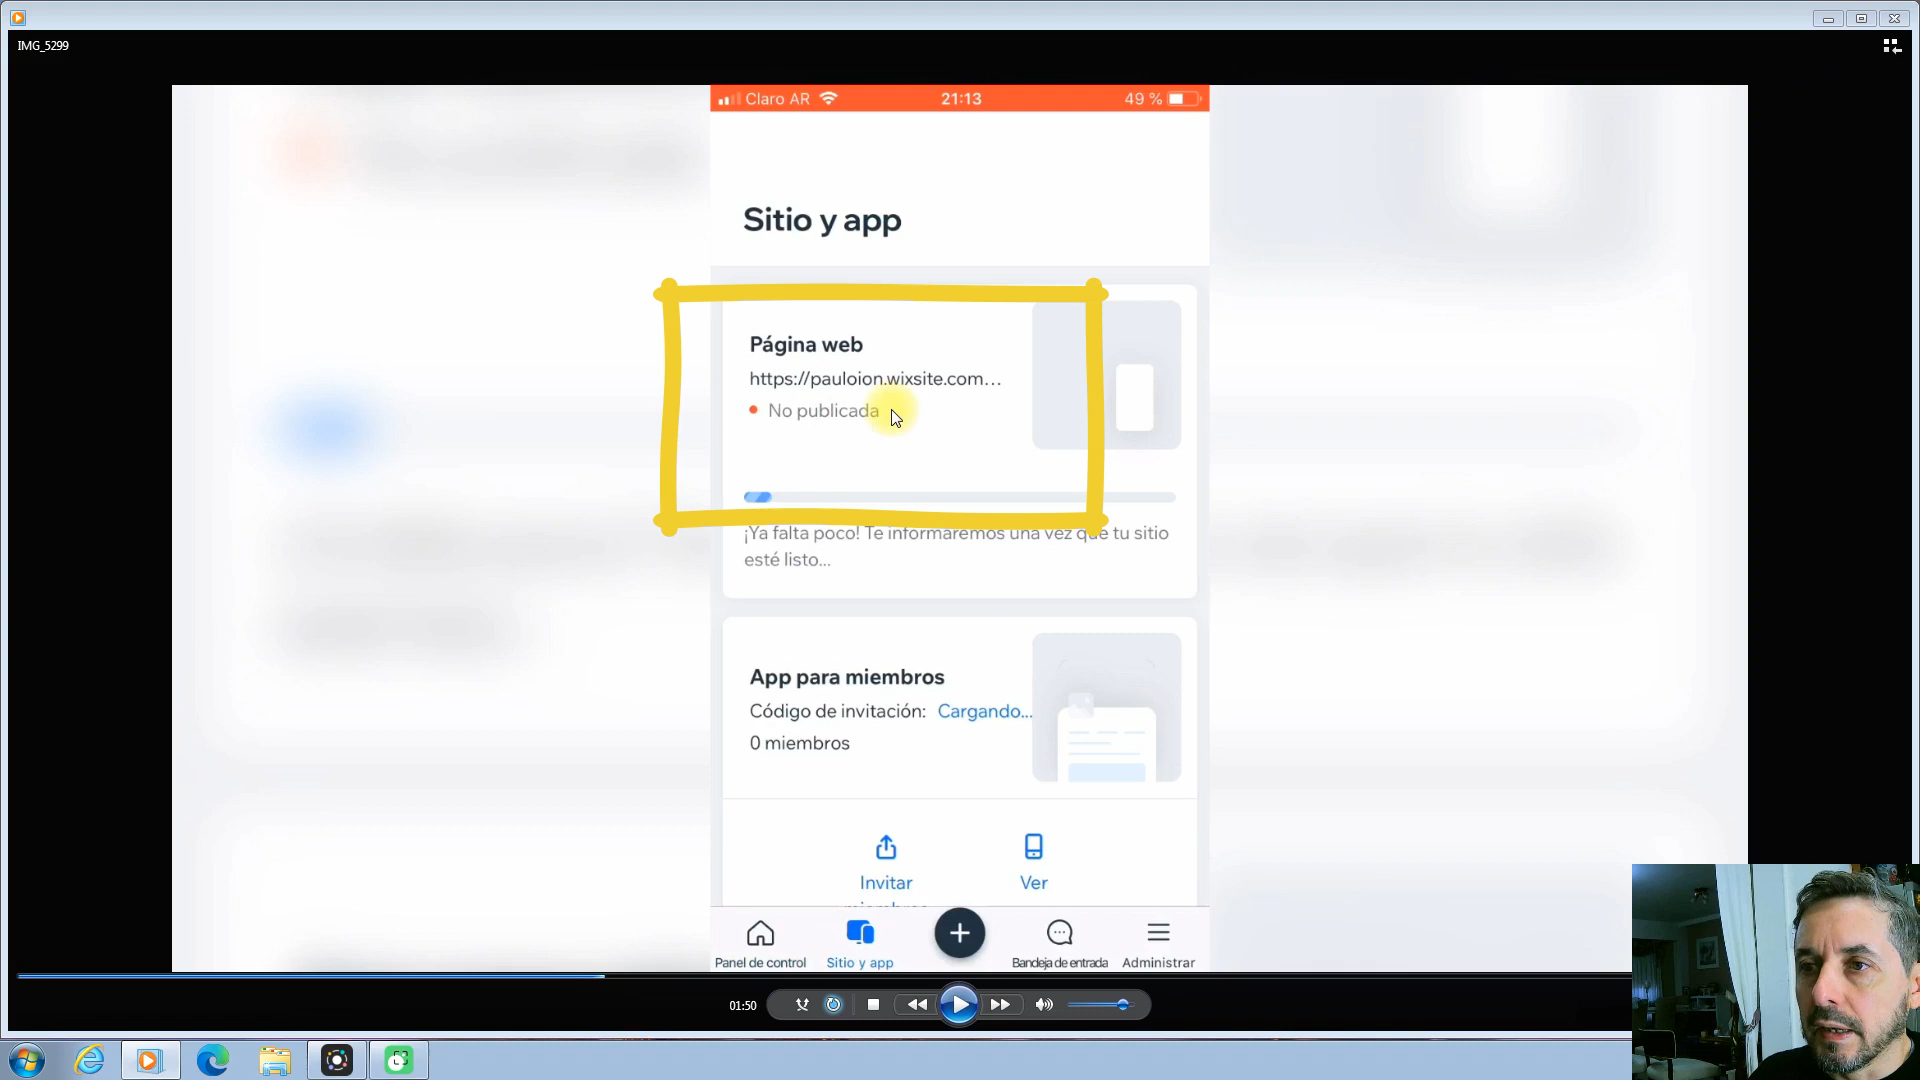 IMG_5299
Claro AR
21:13
49 %
Sitio y app
Página web
https://pauloion.wixsite.com...
No publicada
¡Ya falta poco! Te informaremos una vez que tu sitio
esté listo...
App para miembros
Código de invitación: Cargando...
0 miembros
Invitar
Ver
Panel de control
Sitio y app
Bandeja de entrada
Administrar
01:50